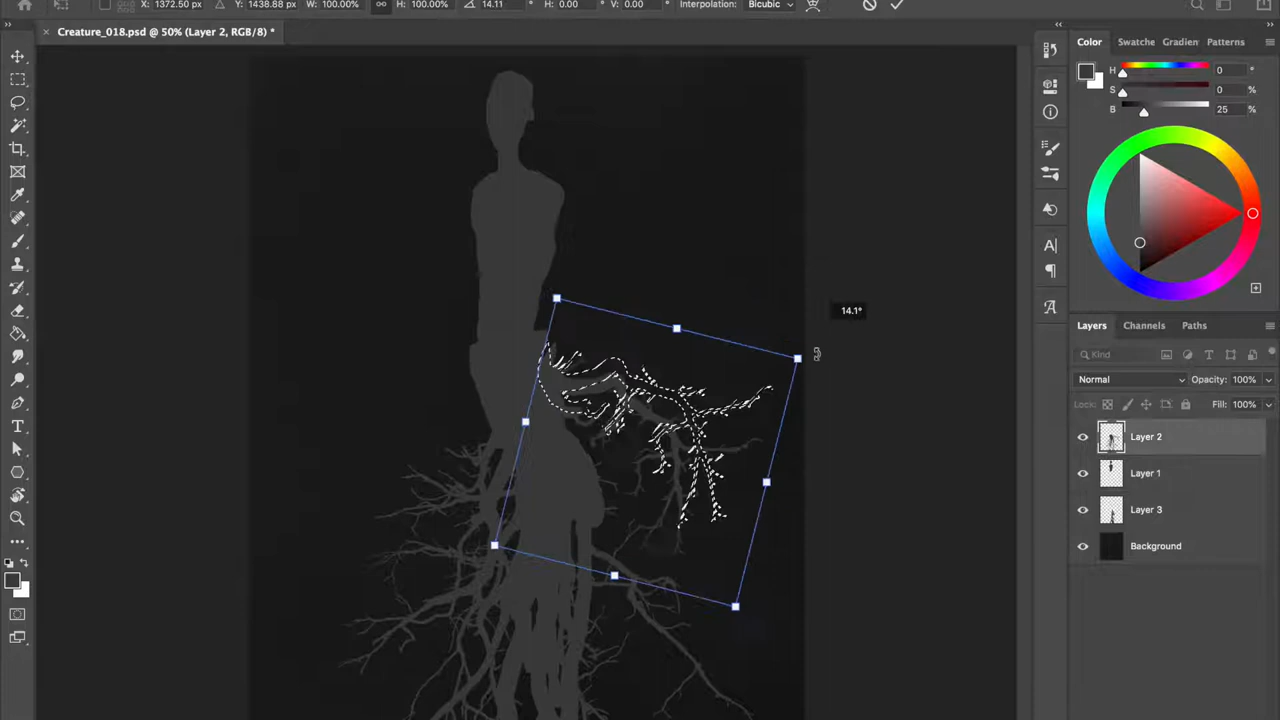 X: 1372.50 px Y: 1438.88 px W: 100.00% H: 100.00% 14.11 ° H: 0.00 ° V: 0.00 ° Interpolation: Bicubic
× Creature_018.psd @ 50% (Layer 2, RGB/8) *
Color Swatche Gradien Patterns
H 0 °
S 0 %
B 25 %
14.1°
Layers Channels Paths
Kind
Normal Opacity: 100%
Lock: Fill: 100%
Layer 2
Layer 1
Layer 3
Background